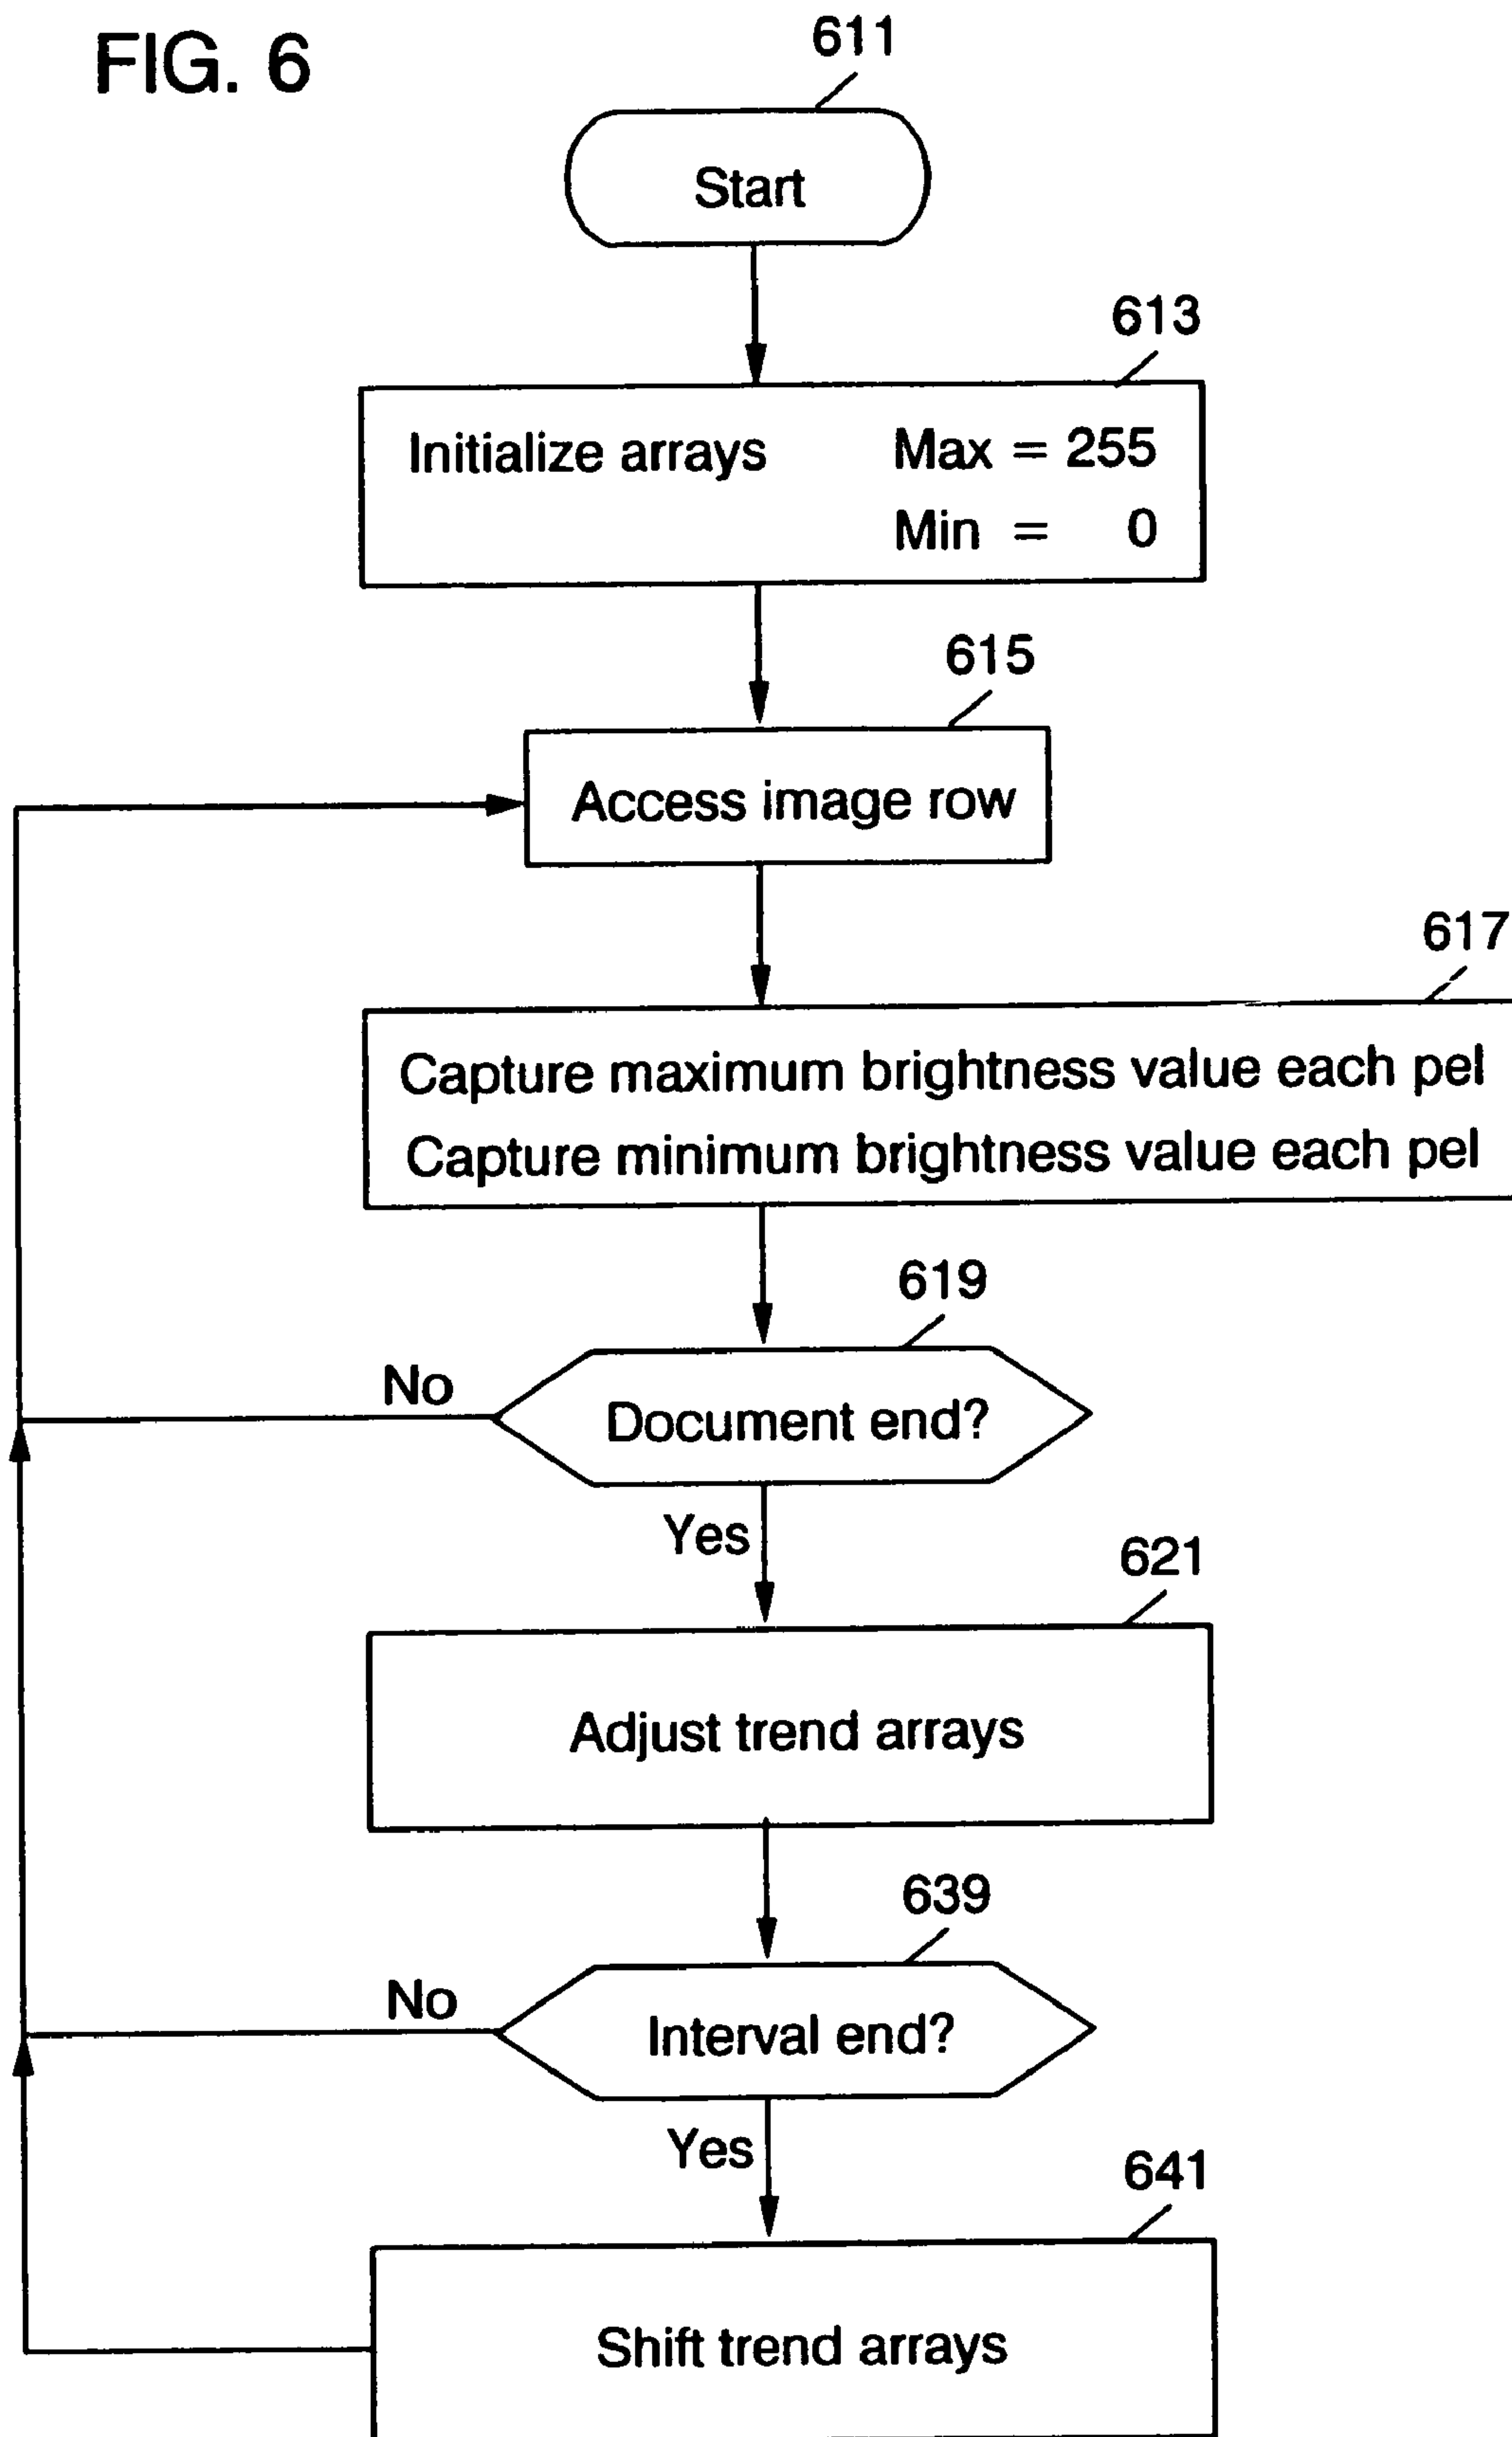 FIG. 6
611
Start
613
Initialize arrays Max = 255
Min = 0
615
Access image row
617
Capture maximum brightness value each pel
Capture minimum brightness value each pel
619
No
Document end?
Yes
621
Adjust trend arrays
639
No
Interval end?
Yes
641
Shift trend arrays